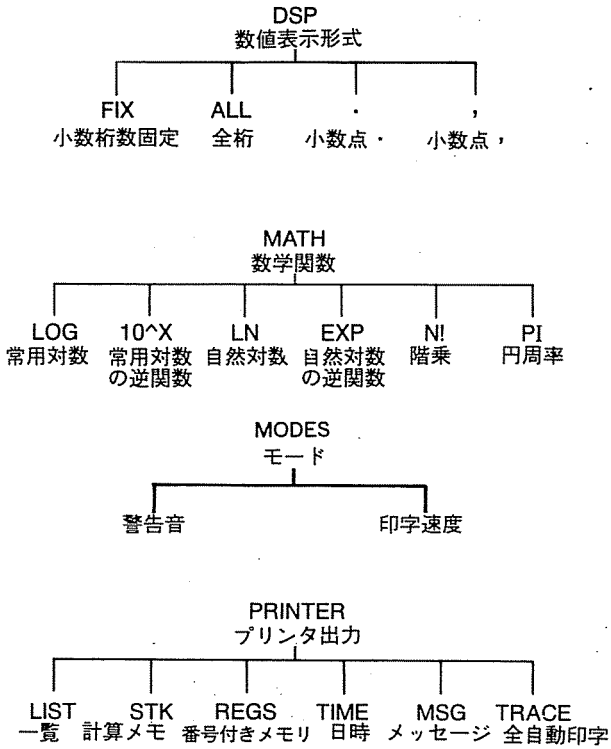 DSP
数値表示形式
FIX ALL . ,
小数桁数固定 全桁 小数点・ 小数点,
MATH
数学関数
LOG 10^X LN EXP N! PI
常用対数 常用対数 自然対数 自然対数 階乗 円周率
の逆関数 の逆関数
MODES
モード
警告音 印字速度
PRINTER
プリンタ出力
LIST STK REGS TIME MSG TRACE
一覧 計算メモ 番号付きメモリ 日時 メッセージ 全自動印字